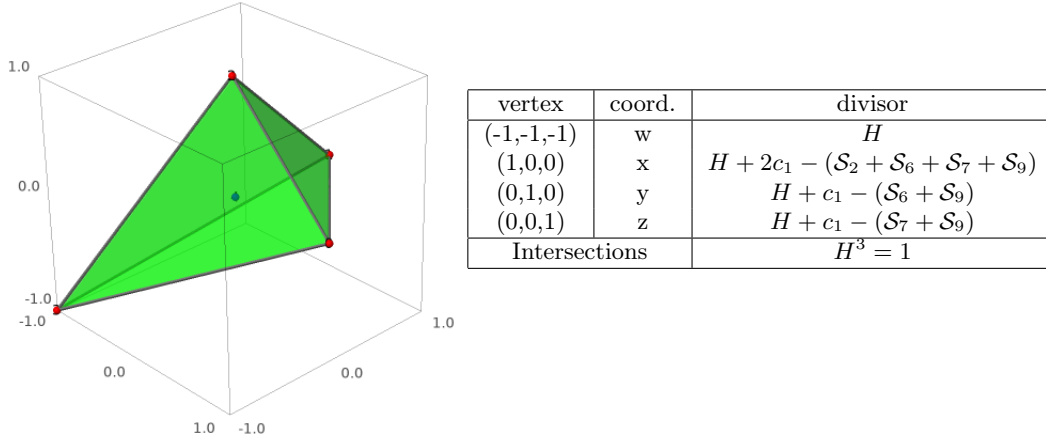 1.0
0.0
-1.0
-1.0
0.0
1.0
-1.0
0.0
1.0
vertex coord. divisor
(-1,-1,-1) w H
(1,0,0) x H + 2c₁ − (𝒮₂ + 𝒮₆ + 𝒮₇ + 𝒮₉)
(0,1,0) y H + c₁ − (𝒮₆ + 𝒮₉)
(0,0,1) z H + c₁ − (𝒮₇ + 𝒮₉)
Intersections H³ = 1